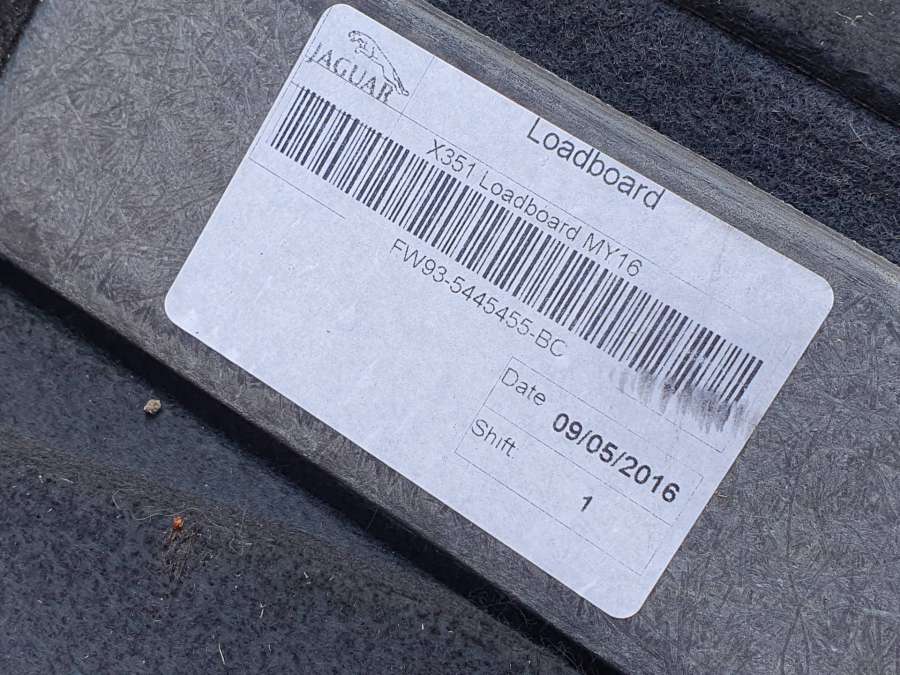 JAGUAR
Loadboard
X351 Loadboard MY16
FW93-5445455-BC
Date 09/05/2016
Shift 1